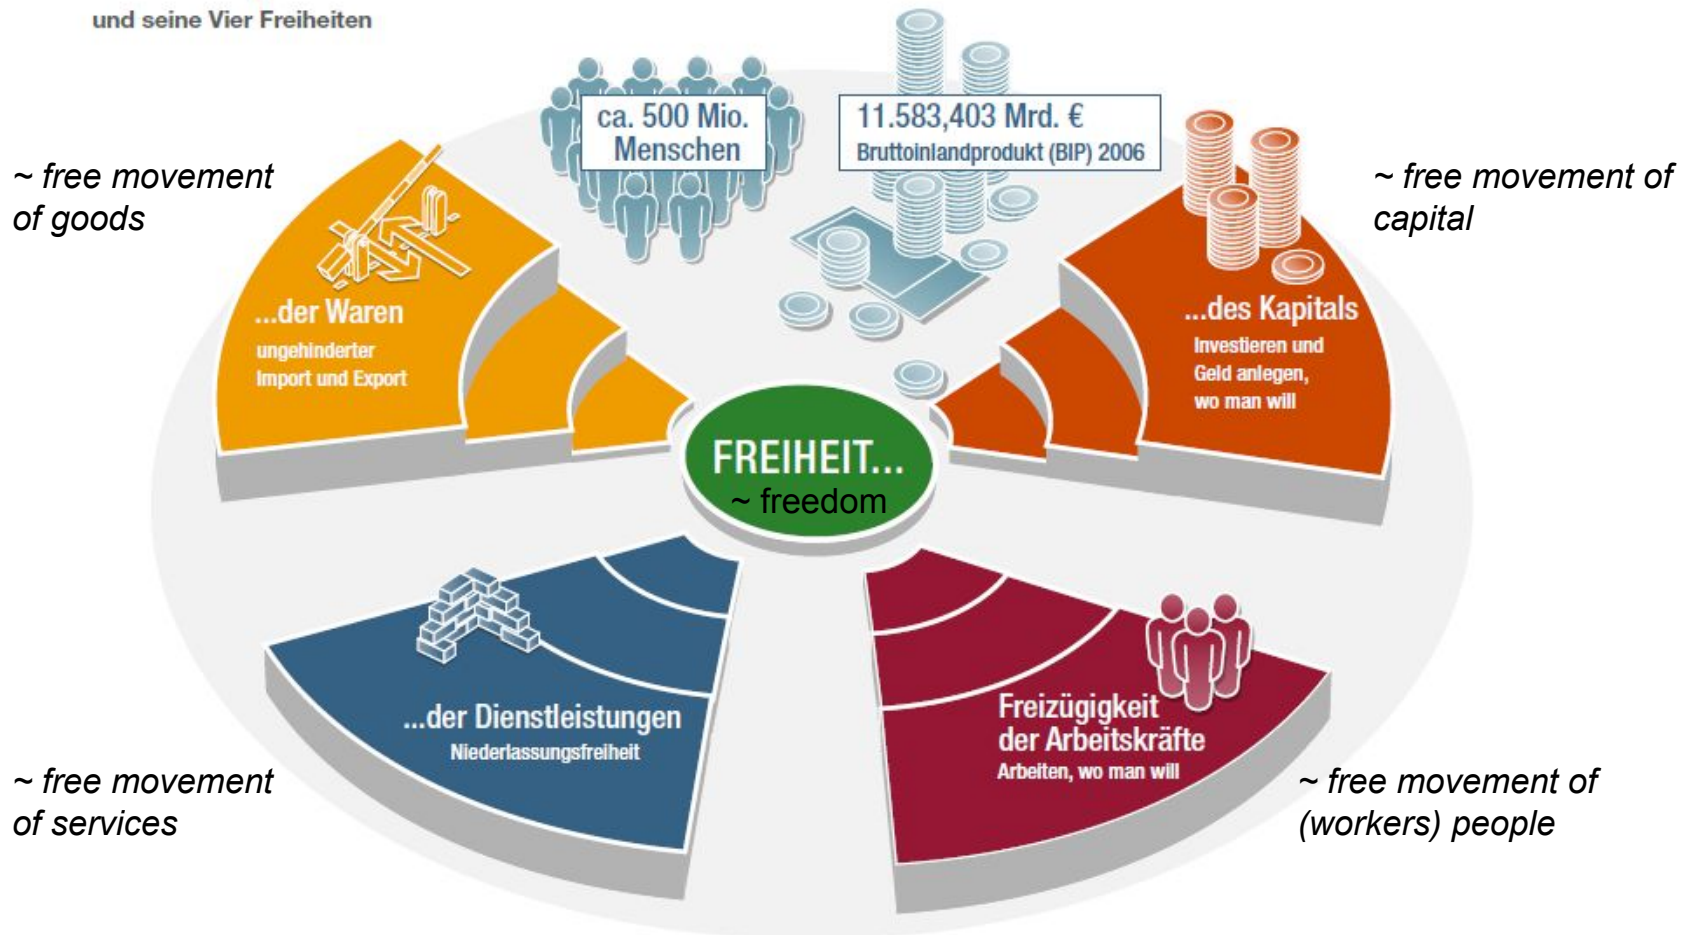 und seine Vier Freiheiten
ca. 500 Mio.
Menschen
11.583,403 Mrd. €
Bruttoinlandprodukt (BIP) 2006
~ free movement
of goods
~ free movement of
capital
...der Waren
ungehinderter
Import und Export
...des Kapitals
Investieren und
Geld anlegen,
wo man will
FREIHEIT...
~ freedom
...der Dienstleistungen
Niederlassungsfreiheit
Freizügigkeit
der Arbeitskräfte
Arbeiten, wo man will
~ free movement
of services
~ free movement of
(workers) people